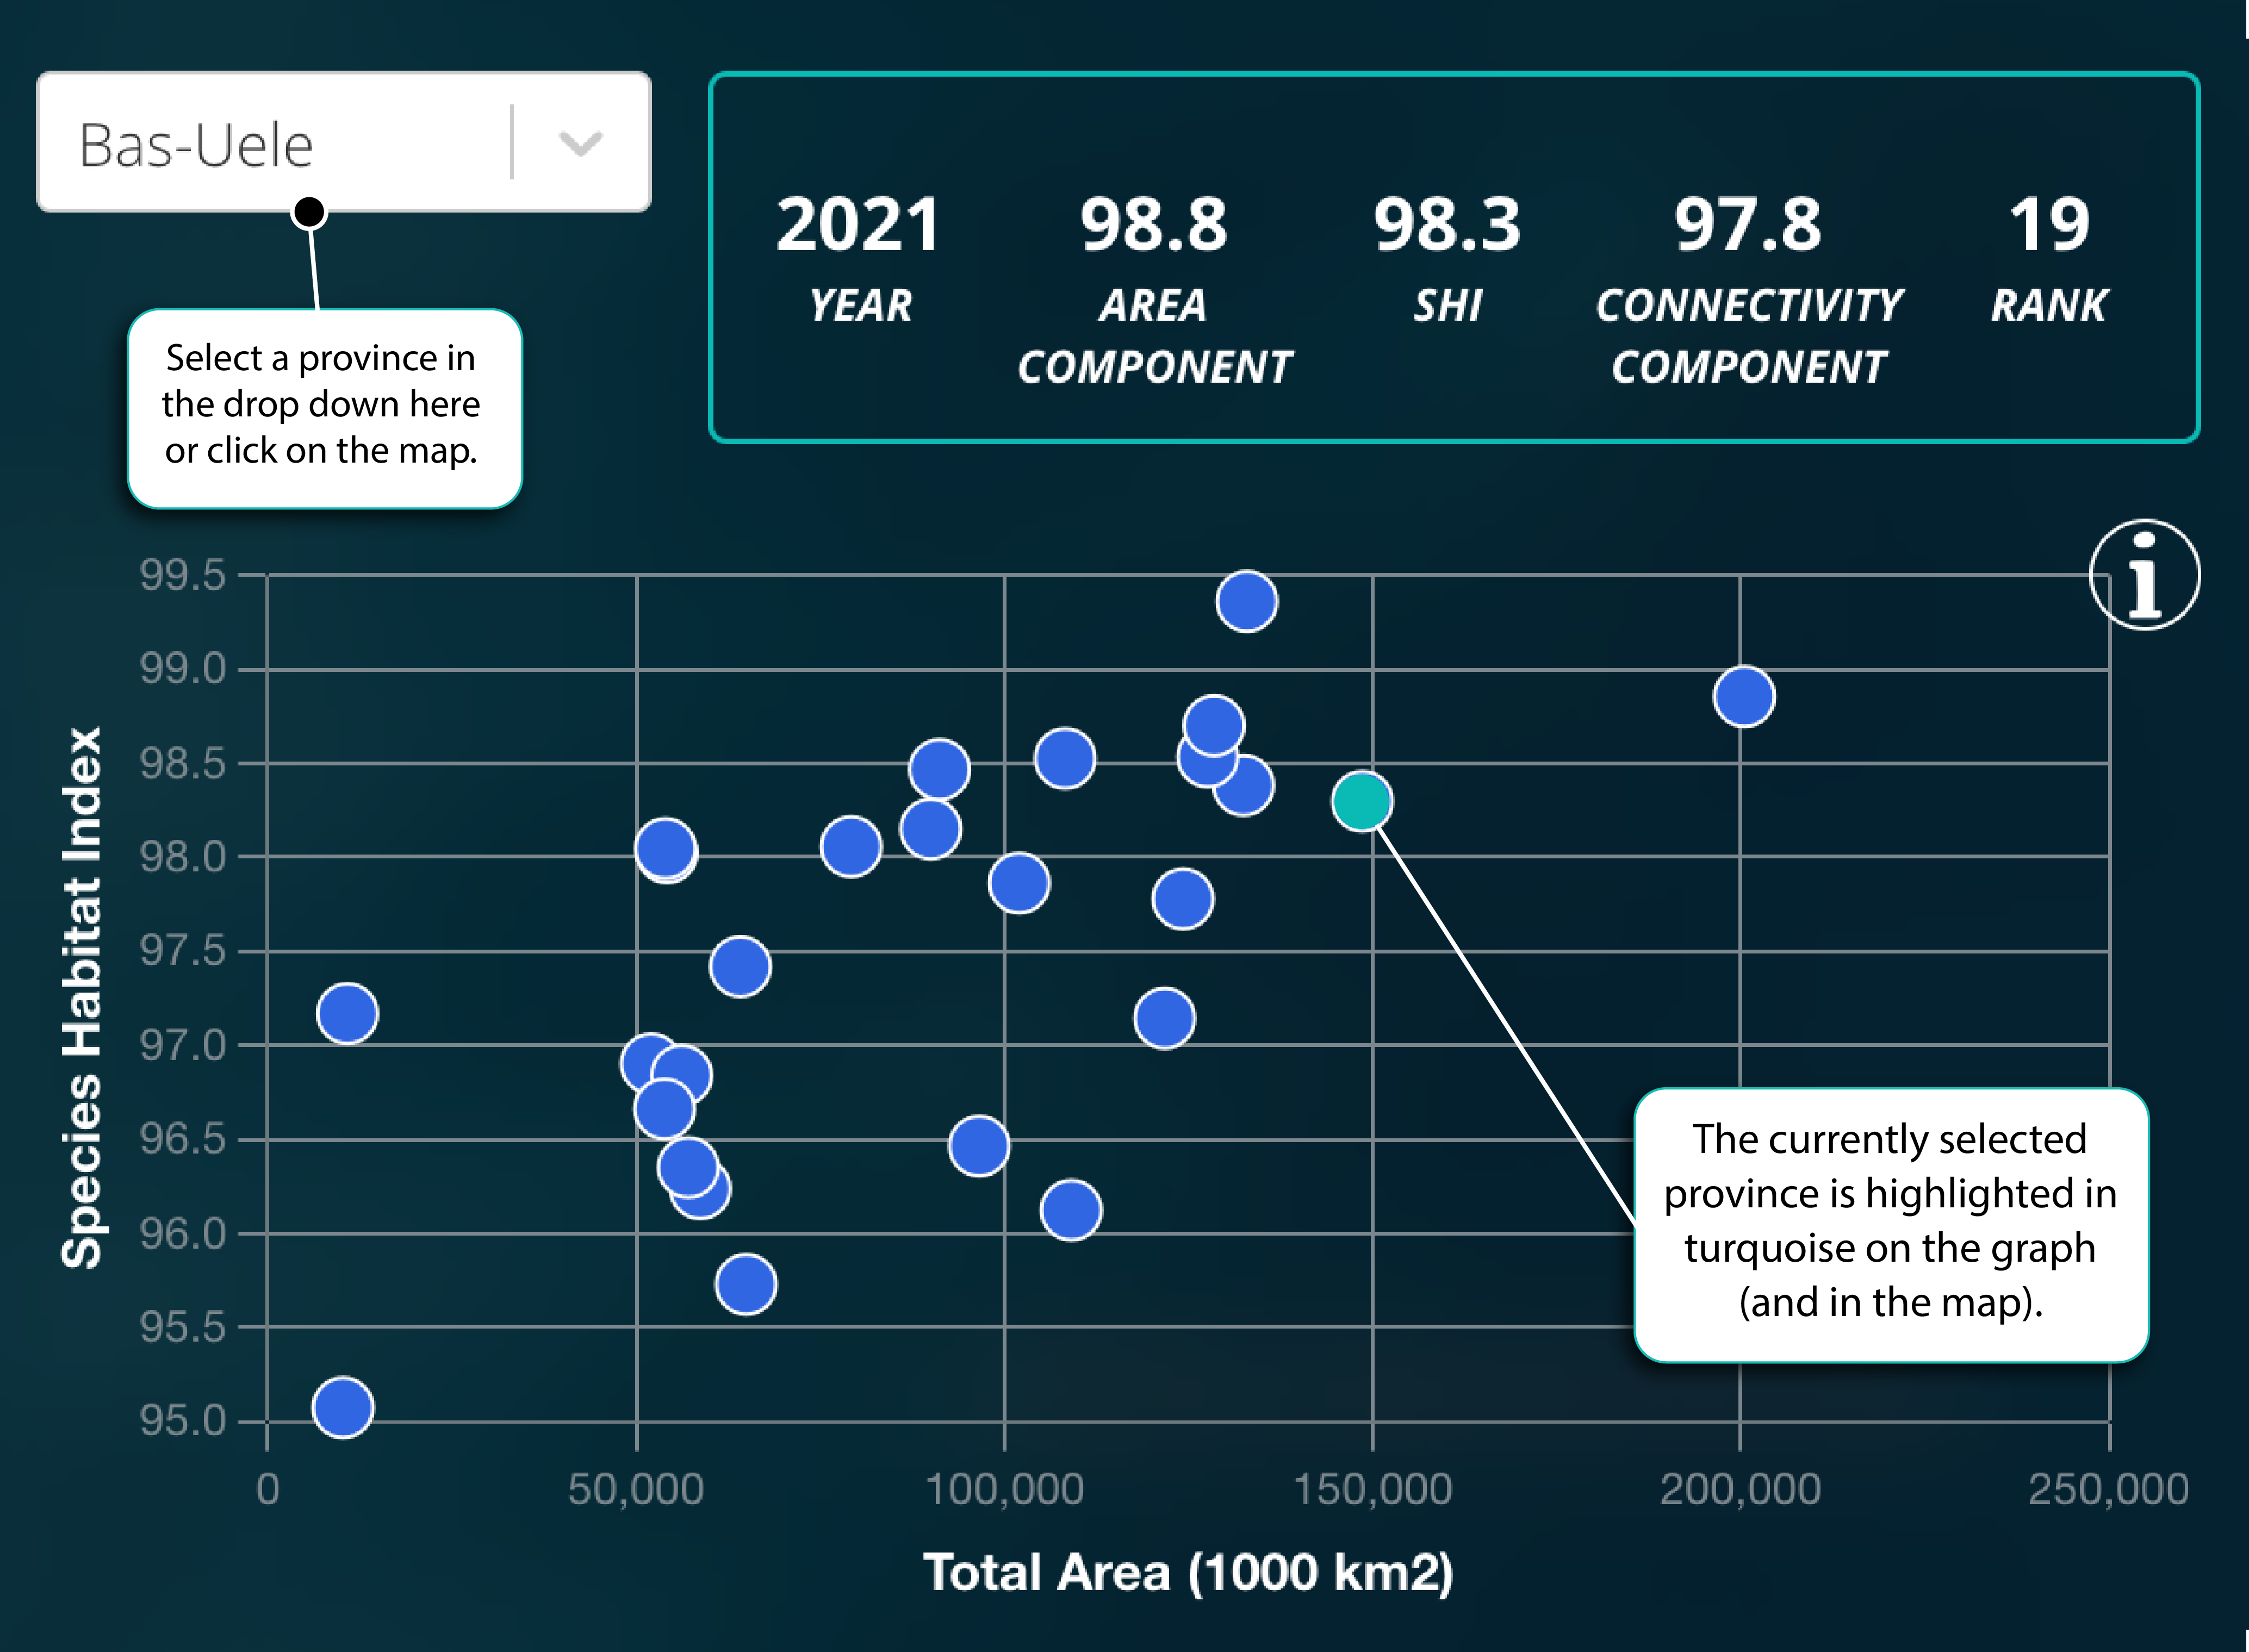 Bas-Uele
2021
YEAR
98.8
AREA
COMPONENT
98.3
SHI
97.8
CONNECTIVITY
COMPONENT
19
RANK
Select a province in
the drop down here
or click on the map.
i
Species Habitat Index
99.5
99.0
98.5
98.0
97.5
97.0
96.5
96.0
95.5
95.0
The currently selected
province is highlighted in
turquoise on the graph
(and in the map).
0
50,000
100,000
150,000
200,000
250,000
Total Area (1000 km2)